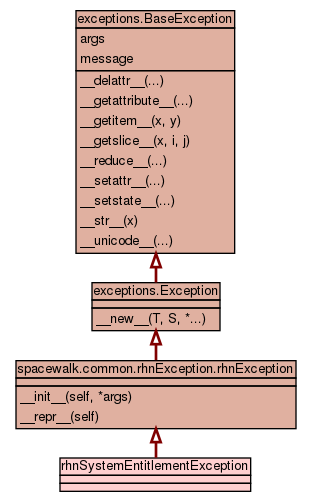 exceptions.BaseException
args
message
__delattr__(...)
__getattribute__(...)
__getitem__(x, y)
__getslice__(x, i, j)
__reduce__(...)
__setattr__(...)
__setstate__(...)
__str__(x)
__unicode__(...)
exceptions.Exception
__new__(T, S, *...)
spacewalk.common.rhnException.rhnException
__init__(self, *args)
__repr__(self)
rhnSystemEntitlementException